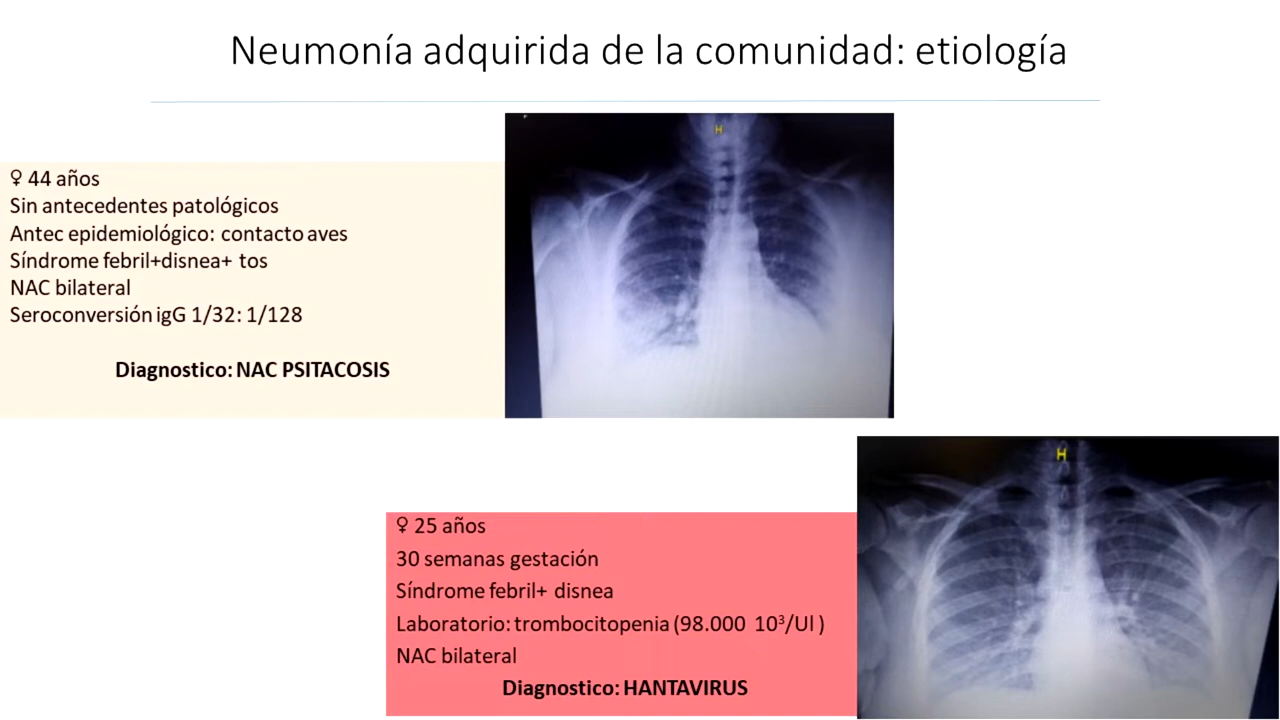 Neumonía adquirida de la comunidad: etiología
♀ 44 años
Sin antecedentes patológicos
Antec epidemiológico: contacto aves
Síndrome febril+disnea+ tos
NAC bilateral
Seroconversión igG 1/32: 1/128
Diagnostico: NAC PSITACOSIS
H
H
♀ 25 años
30 semanas gestación
Síndrome febril+ disnea
Laboratorio: trombocitopenia (98.000 10³/Ul )
NAC bilateral
Diagnostico: HANTAVIRUS